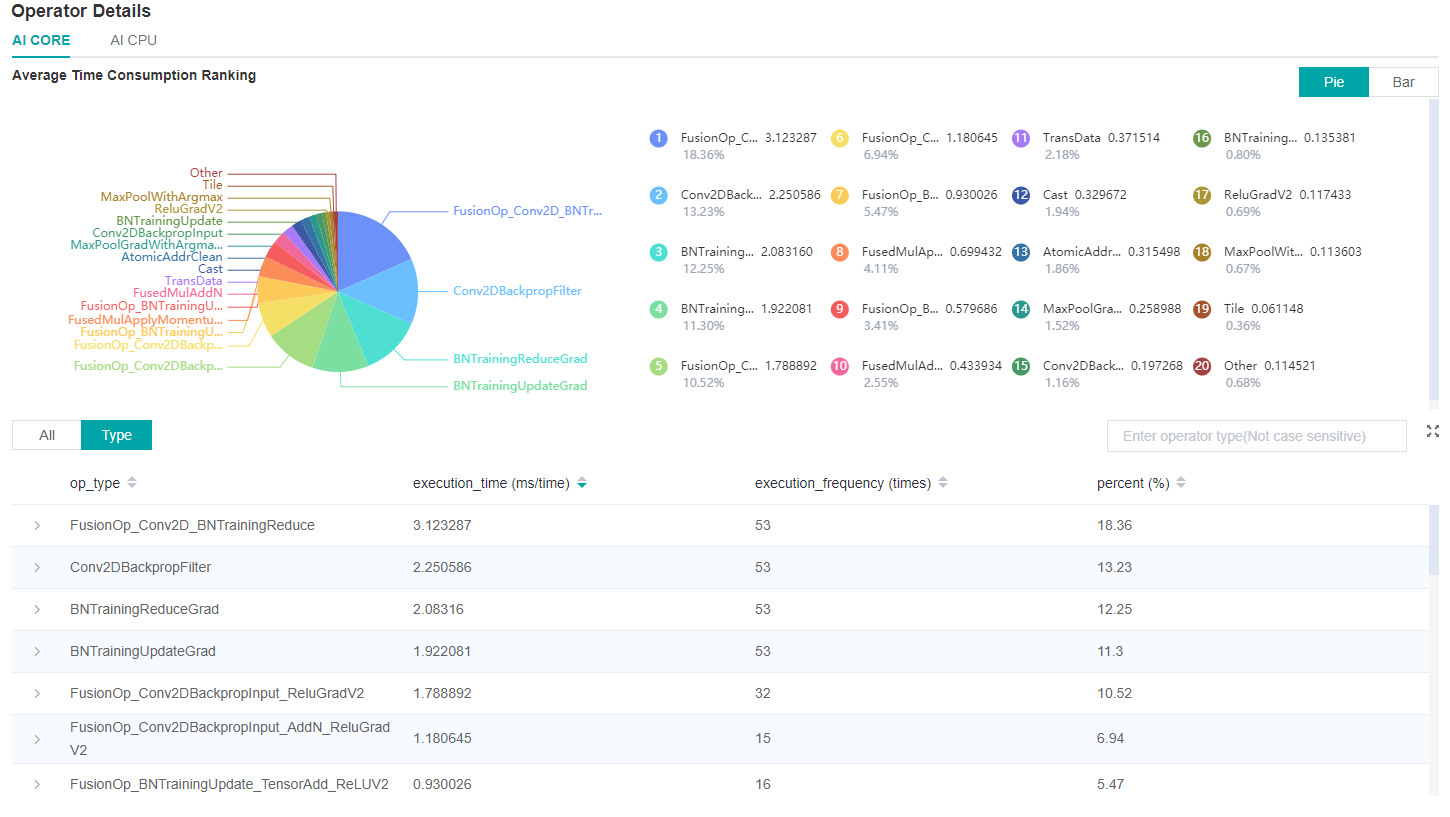 Operator Details
AI CORE AI CPU
Average Time Consumption Ranking
Pie Bar
Other
Tile
MaxPoolWithArgmax
ReluGradV2
BNTrainingUpdate
Conv2DBackpropInput
MaxPoolGradWithArgma...
AtomicAddrClean
Cast
TransData
FusedMulAddN
FusionOp_BNTrainingU...
FusedMulApplyMomentu...
FusionOp_BNTrainingU...
FusionOp_Conv2DBackp...
FusionOp_Conv2DBackp...
FusionOp_Conv2D_BNTr...
Conv2DBackpropFilter
BNTrainingReduceGrad
BNTrainingUpdateGrad
1 FusionOp_C... 3.123287
18.36%
2 Conv2DBack... 2.250586
13.23%
3 BNTraining... 2.083160
12.25%
4 BNTraining... 1.922081
11.30%
5 FusionOp_C... 1.788892
10.52%
6 FusionOp_C... 1.180645
6.94%
7 FusionOp_B... 0.930026
5.47%
8 FusedMulAp... 0.699432
4.11%
9 FusionOp_B... 0.579686
3.41%
10 FusedMulAd... 0.433934
2.55%
11 TransData 0.371514
2.18%
12 Cast 0.329672
1.94%
13 AtomicAddr... 0.315498
1.86%
14 MaxPoolGra... 0.258988
1.52%
15 Conv2DBack... 0.197268
1.16%
16 BNTraining... 0.135381
0.80%
17 ReluGradV2 0.117433
0.69%
18 MaxPoolWit... 0.113603
0.67%
19 Tile 0.061148
0.36%
20 Other 0.114521
0.68%
All Type
Enter operator type(Not case sensitive)
op_type execution_time (ms/time) execution_frequency (times) percent (%)
FusionOp_Conv2D_BNTrainingReduce 3.123287 53 18.36
Conv2DBackpropFilter 2.250586 53 13.23
BNTrainingReduceGrad 2.08316 53 12.25
BNTrainingUpdateGrad 1.922081 53 11.3
FusionOp_Conv2DBackpropInput_ReluGradV2 1.788892 32 10.52
FusionOp_Conv2DBackpropInput_AddN_ReluGrad
V2 1.180645 15 6.94
FusionOp_BNTrainingUpdate_TensorAdd_ReLUV2 0.930026 16 5.47